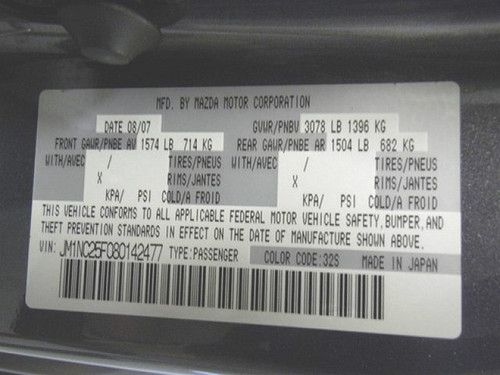 MFD. BY MAZDA MOTOR CORPORATION
DATE 08/07 GVWR/PNBV 3078 LB 1396 KG
FRONT GAWR/PNBE AV 1574 LB 714 KG REAR GAWR/PNBE AR 1504 LB 682 KG
WITH/AVEC / TIRES/PNEUS WITH/AVEC / TIRES/PNEUS
X RIMS/JANTES X RIMS/JANTES
KPA/ PSI COLD/A FROID KPA/ PSI COLD/A FROID
THIS VEHICLE CONFORMS TO ALL APPLICABLE FEDERAL MOTOR VEHICLE SAFETY, BUMPER, AND
THEFT PREVENTION STANDARDS IN EFFECT ON THE DATE OF MANUFACTURE SHOWN ABOVE.
VIN: JM1NC25F080142477 TYPE:PASSENGER COLOR CODE:32S MADE IN JAPAN